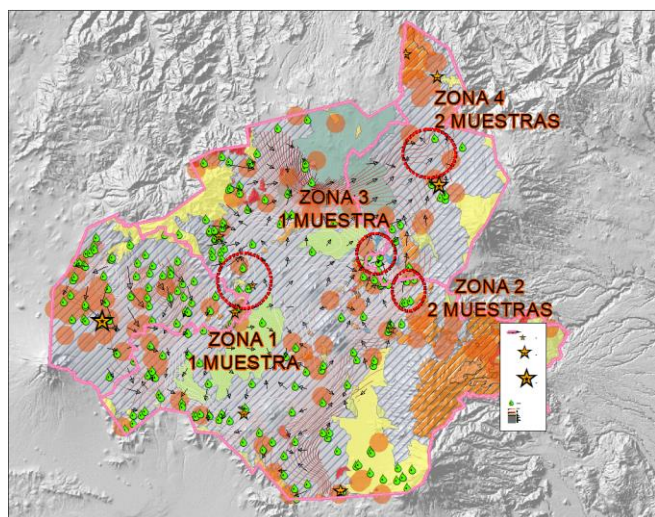 ZONA 4
2 MUESTRAS
ZONA 3
1 MUESTRA
ZONA 2
2 MUESTRAS
ZONA 1
1 MUESTRA